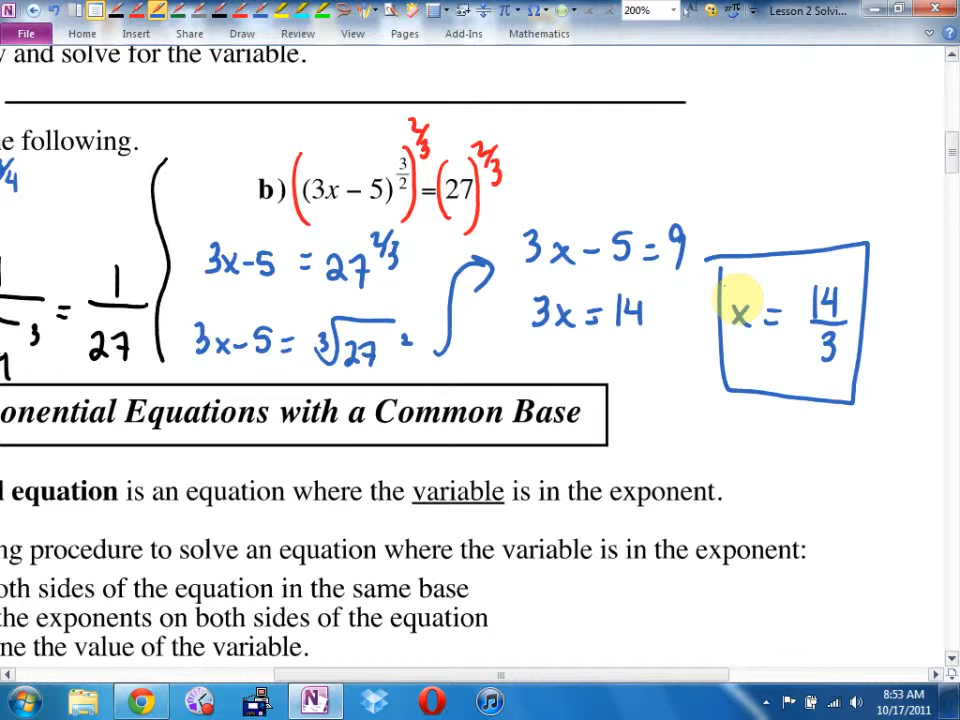 200%
Lesson 2 Solvi...
File Home Insert Share Draw Review View Pages Add-Ins Mathematics
y and solve for the variable.
e following.
b) ((3x − 5)^(3/2))^(2/3) = (27)^(2/3)
3x-5 = 27^(2/3)
3x-5 = ∛27 ²
= 1/27
3x - 5 = 9
3x = 14
x = 14/3
onential Equations with a Common Base
l equation is an equation where the variable is in the exponent.
ng procedure to solve an equation where the variable is in the exponent:
oth sides of the equation in the same base
the exponents on both sides of the equation
ne the value of the variable.
8:53 AM
10/17/2011